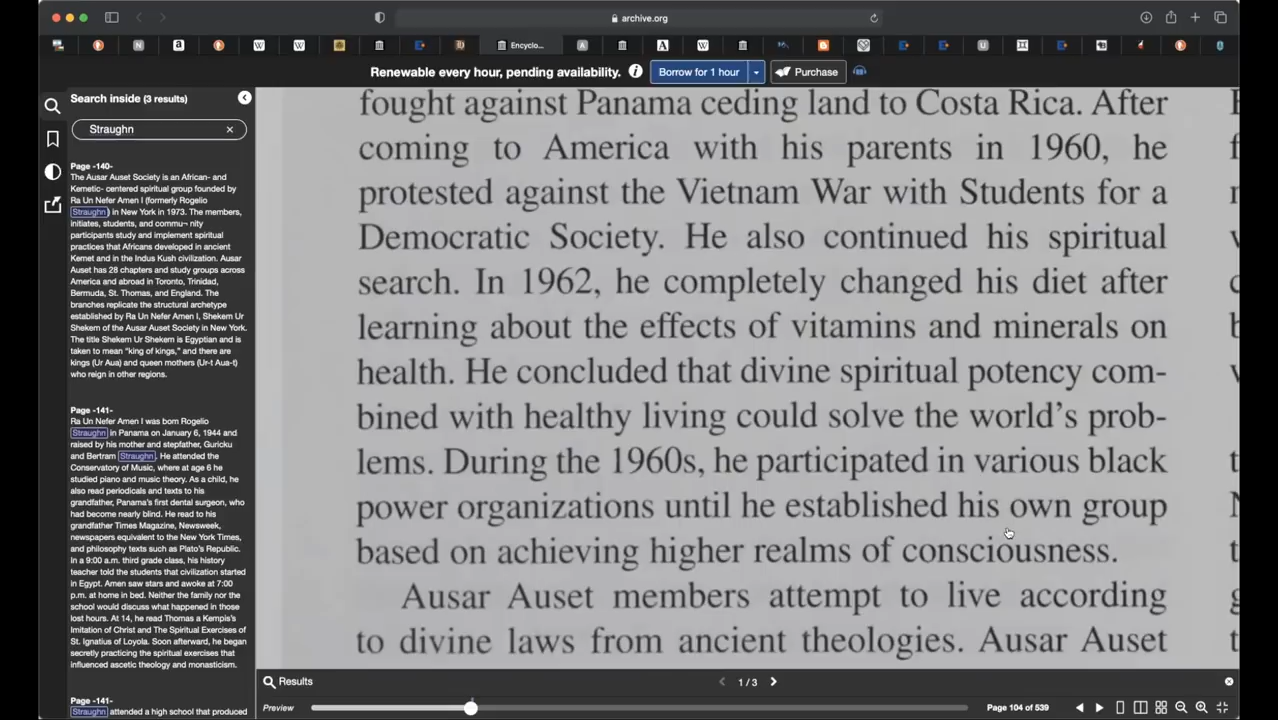 archive.org
Encyclo...
Renewable every hour, pending availability.
Borrow for 1 hour
Purchase
Search inside (3 results)
Straughn
Page -140-
The Ausar Auset Society is an African- and
Kemetic- centered spiritual group founded by
Ra Un Nefer Amen I (formerly Rogelio
Straughn) in New York in 1973. The members,
initiates, students, and commu¬ nity
participants study and implement spiritual
practices that Africans developed in ancient
Kemet and in the Indus Kush civilization. Ausar
Auset has 28 chapters and study groups across
America and abroad in Toronto, Trinidad,
Bermuda, St. Thomas, and England. The
branches replicate the structural archetype
established by Ra Un Nefer Amen I, Shekem Ur
Shekem of the Ausar Auset Society in New York.
The title Shekem Ur Shekem is Egyptian and is
taken to mean "king of kings," and there are
kings (Ur Aua) and queen mothers (Ur-t Aua-t)
who reign in other regions.
Page -141-
Ra Un Nefer Amen I was born Rogelio
Straughn in Panama on January 6, 1944 and
raised by his mother and stepfather, Guricku
and Bertram Straughn. He attended the
Conservatory of Music, where at age 6 he
studied piano and music theory. As a child, he
also read periodicals and texts to his
grandfather, Panama's first dental surgeon, who
had become nearly blind. He read to his
grandfather Times Magazine, Newsweek,
newspapers equivalent to the New York Times,
and philosophy texts such as Plato's Republic.
In a 9:00 a.m. third grade class, his history
teacher told the students that civilization started
in Egypt. Amen saw stars and awoke at 7:00
p.m. at home in bed. Neither the family nor the
school would discuss what happened in those
lost hours. At 14, he read Thomas a Kempis's
Imitation of Christ and The Spiritual Exercises of
St. Ignatius of Loyola. Soon afterward, he began
secretly practicing the spiritual exercises that
influenced ascetic theology and monasticism.
Page -141-
Straughn attended a high school that produced
fought against Panama ceding land to Costa Rica. After
coming to America with his parents in 1960, he
protested against the Vietnam War with Students for a
Democratic Society. He also continued his spiritual
search. In 1962, he completely changed his diet after
learning about the effects of vitamins and minerals on
health. He concluded that divine spiritual potency com-
bined with healthy living could solve the world's prob-
lems. During the 1960s, he participated in various black
power organizations until he established his own group
based on achieving higher realms of consciousness.
Ausar Auset members attempt to live according
to divine laws from ancient theologies. Ausar Auset
Results
1 / 3
Preview
Page 104 of 539